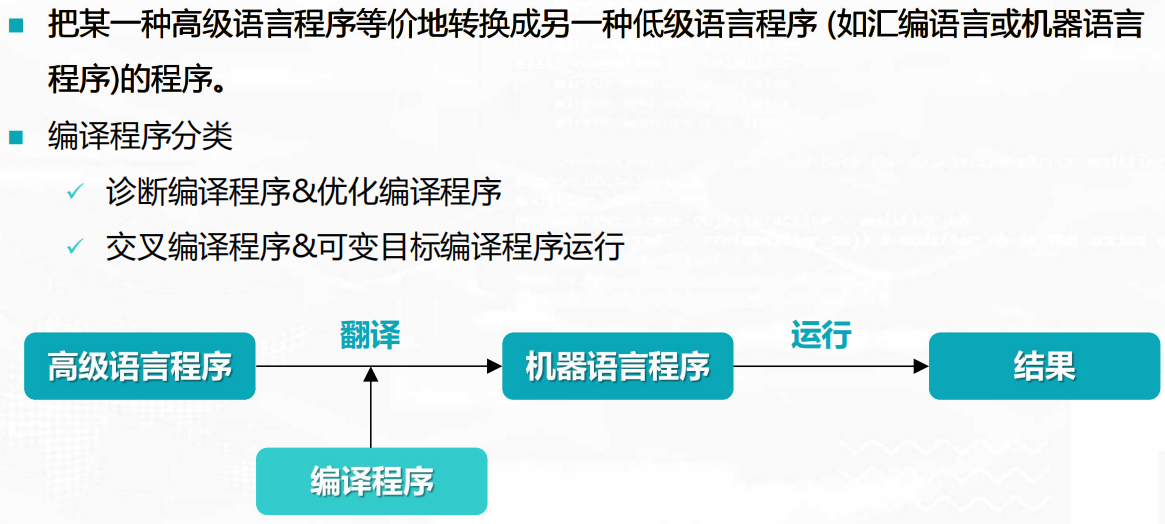 把某一种高级语言程序等价地转换成另一种低级语言程序 (如汇编语言或机器语言
程序)的程序。
编译程序分类
诊断编译程序&优化编译程序
交叉编译程序&可变目标编译程序运行
翻译
运行
高级语言程序
机器语言程序
结果
编译程序